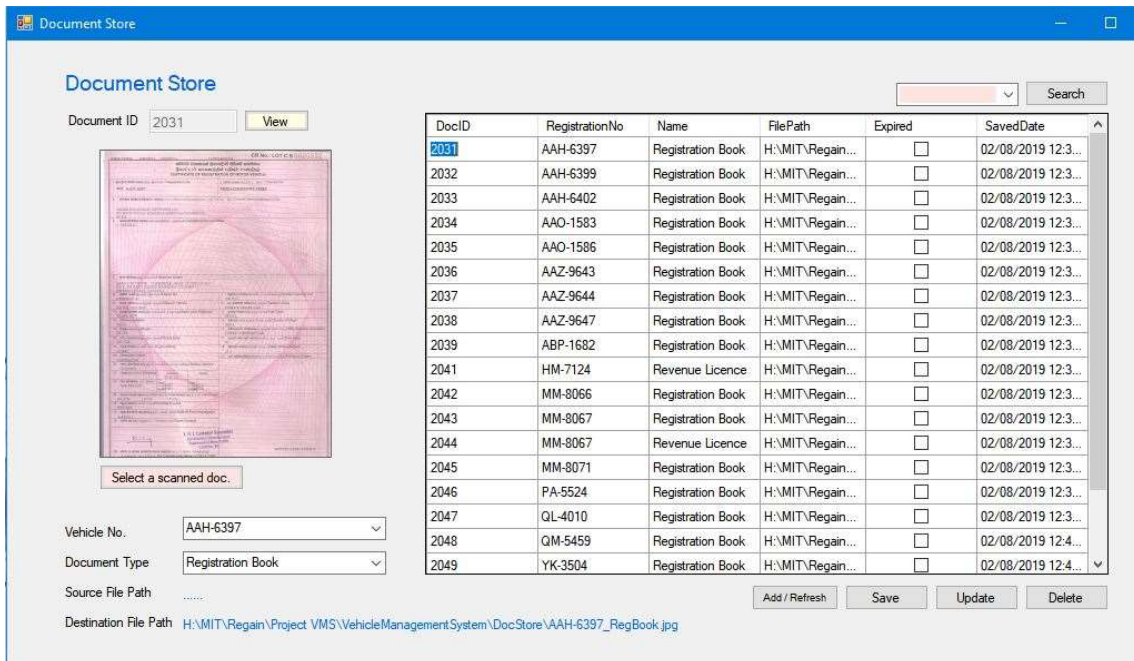 Document Store
Document Store
Search
Document ID 2031 View
DocID RegistrationNo Name FilePath Expired SavedDate
2031 AAH-6397 Registration Book H:\MIT\Regain... 02/08/2019 12:3...
2032 AAH-6399 Registration Book H:\MIT\Regain... 02/08/2019 12:3...
2033 AAH-6402 Registration Book H:\MIT\Regain... 02/08/2019 12:3...
2034 AAO-1583 Registration Book H:\MIT\Regain... 02/08/2019 12:3...
2035 AAO-1586 Registration Book H:\MIT\Regain... 02/08/2019 12:3...
2036 AAZ-9643 Registration Book H:\MIT\Regain... 02/08/2019 12:3...
2037 AAZ-9644 Registration Book H:\MIT\Regain... 02/08/2019 12:3...
2038 AAZ-9647 Registration Book H:\MIT\Regain... 02/08/2019 12:3...
2039 ABP-1682 Registration Book H:\MIT\Regain... 02/08/2019 12:3...
2041 HM-7124 Revenue Licence H:\MIT\Regain... 02/08/2019 12:3...
2042 MM-8066 Registration Book H:\MIT\Regain... 02/08/2019 12:3...
2043 MM-8067 Registration Book H:\MIT\Regain... 02/08/2019 12:3...
2044 MM-8067 Revenue Licence H:\MIT\Regain... 02/08/2019 12:3...
2045 MM-8071 Registration Book H:\MIT\Regain... 02/08/2019 12:3...
2046 PA-5524 Registration Book H:\MIT\Regain... 02/08/2019 12:3...
2047 QL-4010 Registration Book H:\MIT\Regain... 02/08/2019 12:3...
2048 QM-5459 Registration Book H:\MIT\Regain... 02/08/2019 12:4...
2049 YK-3504 Registration Book H:\MIT\Regain... 02/08/2019 12:4...
Select a scanned doc.
Vehicle No. AAH-6397
Document Type Registration Book
Source File Path ......
Add / Refresh Save Update Delete
Destination File Path H:\MIT\Regain\Project VMS\VehicleManagementSystem\DocStore\AAH-6397_RegBook.jpg